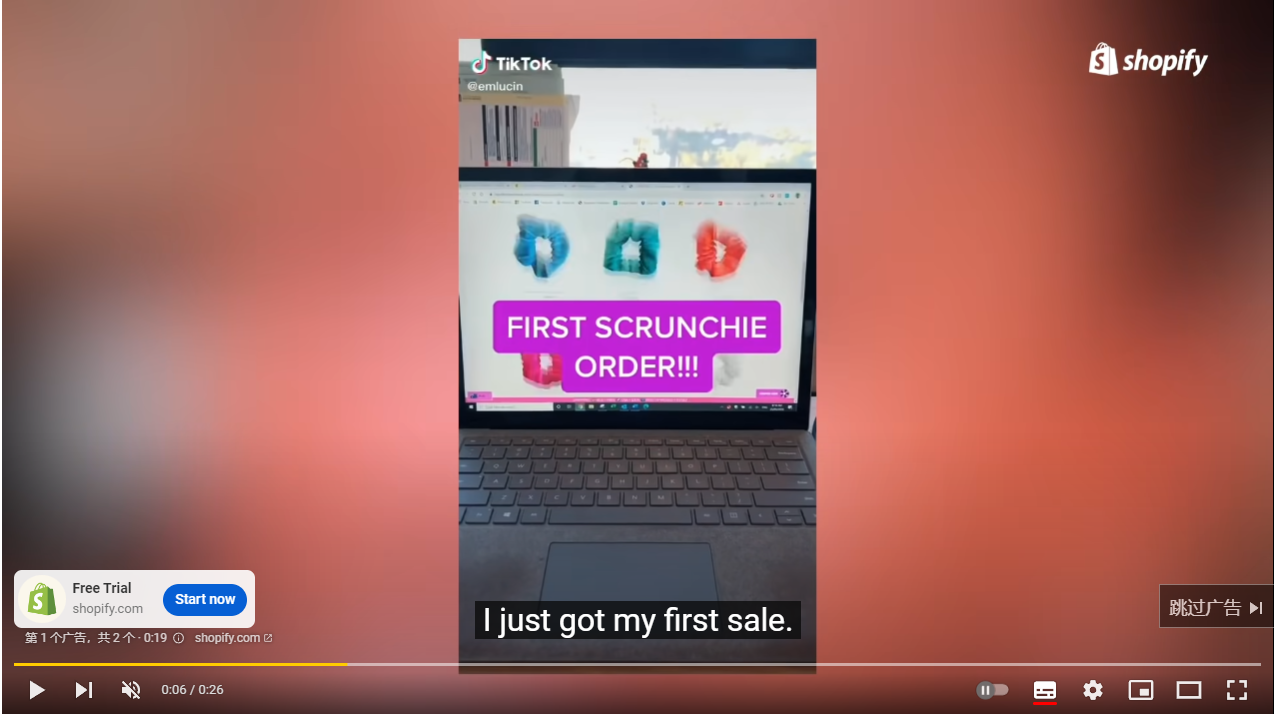 TikTok
@emlucin
shopify
FIRST SCRUNCHIE
ORDER!!!
I just got my first sale.
Free Trial
shopify.com
Start now
跳过广告
第 1 个广告，共 2 个 · 0:19
shopify.com
0:06 / 0:26